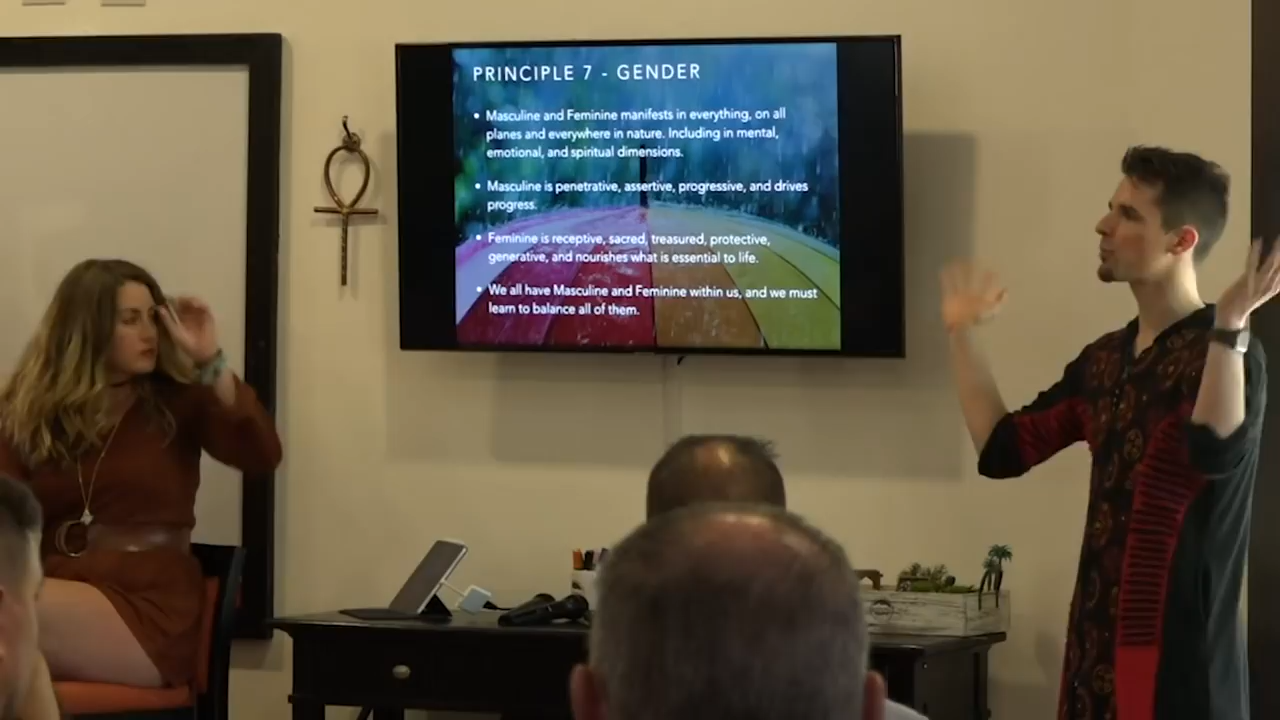 PRINCIPLE 7 - GENDER
• Masculine and Feminine manifests in everything, on all
planes and everywhere in nature. Including in mental,
emotional, and spiritual dimensions.
• Masculine is penetrative, assertive, progressive, and drives
progress.
• Feminine is receptive, sacred, treasured, protective,
generative, and nourishes what is essential to life.
• We all have Masculine and Feminine within us, and we must
learn to balance all of them.